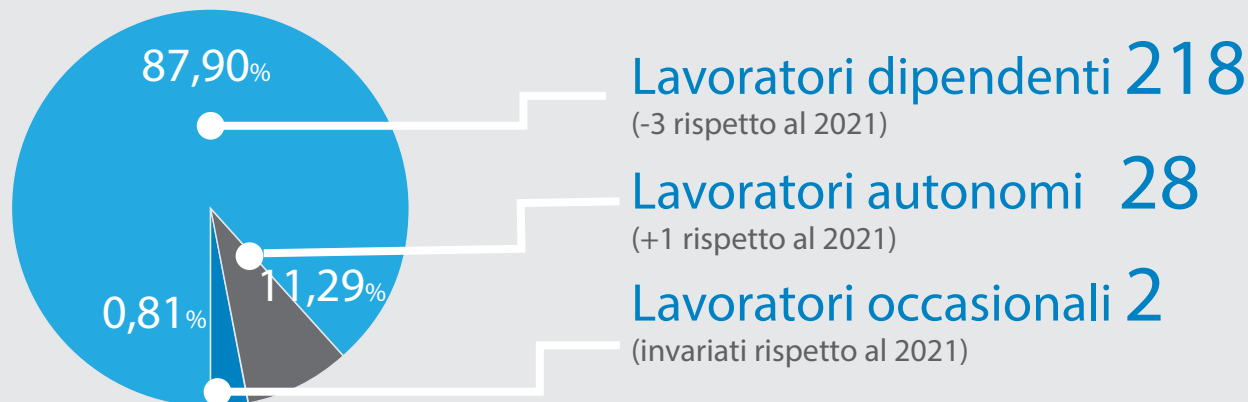 87,90%
Lavoratori dipendenti 218
(-3 rispetto al 2021)
Lavoratori autonomi 28
(+1 rispetto al 2021)
11,29%
0,81%
Lavoratori occasionali 2
(invariati rispetto al 2021)